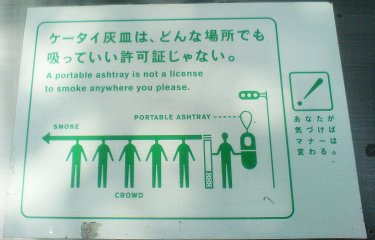 ケータイ灰皿は、どんな場所でも
吸っていい許可証じゃない。
A portable ashtray is not a license
to smoke anywhere you please.
PORTABLE ASHTRAY
SMOKE
CROWD
あなたが
気づけば
マナーは
変わる。